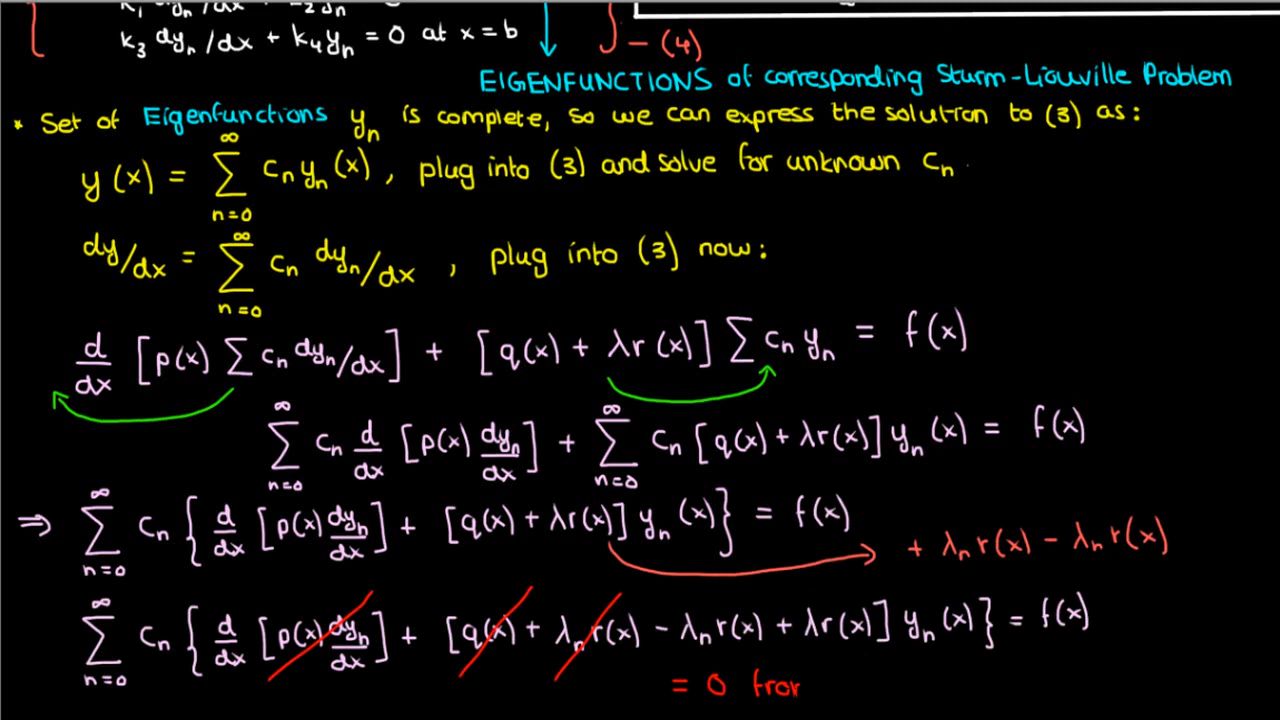 k₃ dyₙ/dx + k₄yₙ = 0 at x = b
— (4)
EIGENFUNCTIONS of corresponding Sturm-Liouville Problem
* Set of Eigenfunctions yₙ is complete, so we can express the solution to (3) as:
y(x) = ∞ Σ n=0 cₙyₙ(x), plug into (3) and solve for unknown cₙ
dy/dx = ∞ Σ n=0 cₙ dyₙ/dx , plug into (3) now:
d/dx [p(x) Σ cₙ dyₙ/dx] + [q(x) + λr(x)] Σ cₙ yₙ = f(x)
∞ Σ n=0 cₙ d/dx [p(x) dyₙ/dx] + ∞ Σ n=0 cₙ [q(x) + λr(x)] yₙ(x) = f(x)
⇒ ∞ Σ n=0 cₙ { d/dx [p(x) dyₙ/dx] + [q(x) + λr(x)] yₙ(x)} = f(x)
+ λₙr(x) − λₙr(x)
∞ Σ n=0 cₙ { d/dx [p(x) dyₙ/dx] + [q(x) + λₙr(x) − λₙr(x) + λr(x)] yₙ(x)} = f(x)
= 0 fror